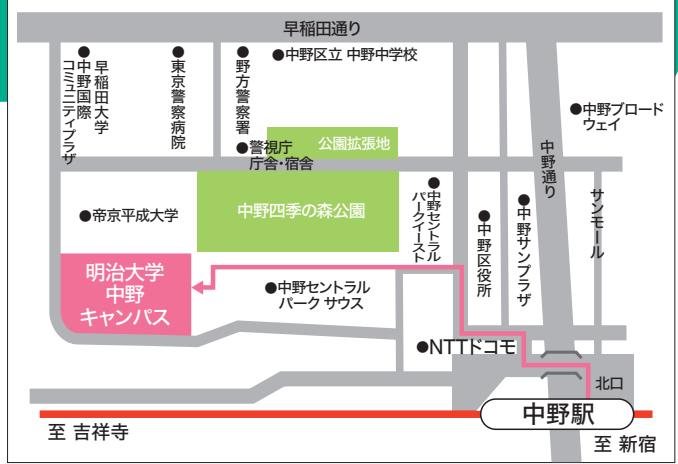 早稲田通り
早稲田大学
●中野国際
コミュニティプラザ
●東京警察病院
●野方警察署
●中野区立 中野中学校
●警視庁
庁舎・宿舎
公園拡張地
●中野ブロード
ウェイ
中野通り
サンモール
●中野サンプラザ
●中野区役所
●中野セントラル
パークイースト
中野四季の森公園
●帝京平成大学
明治大学
中野
キャンパス
●中野セントラル
パーク サウス
●NTTドコモ
北口
中野駅
至 吉祥寺
至 新宿